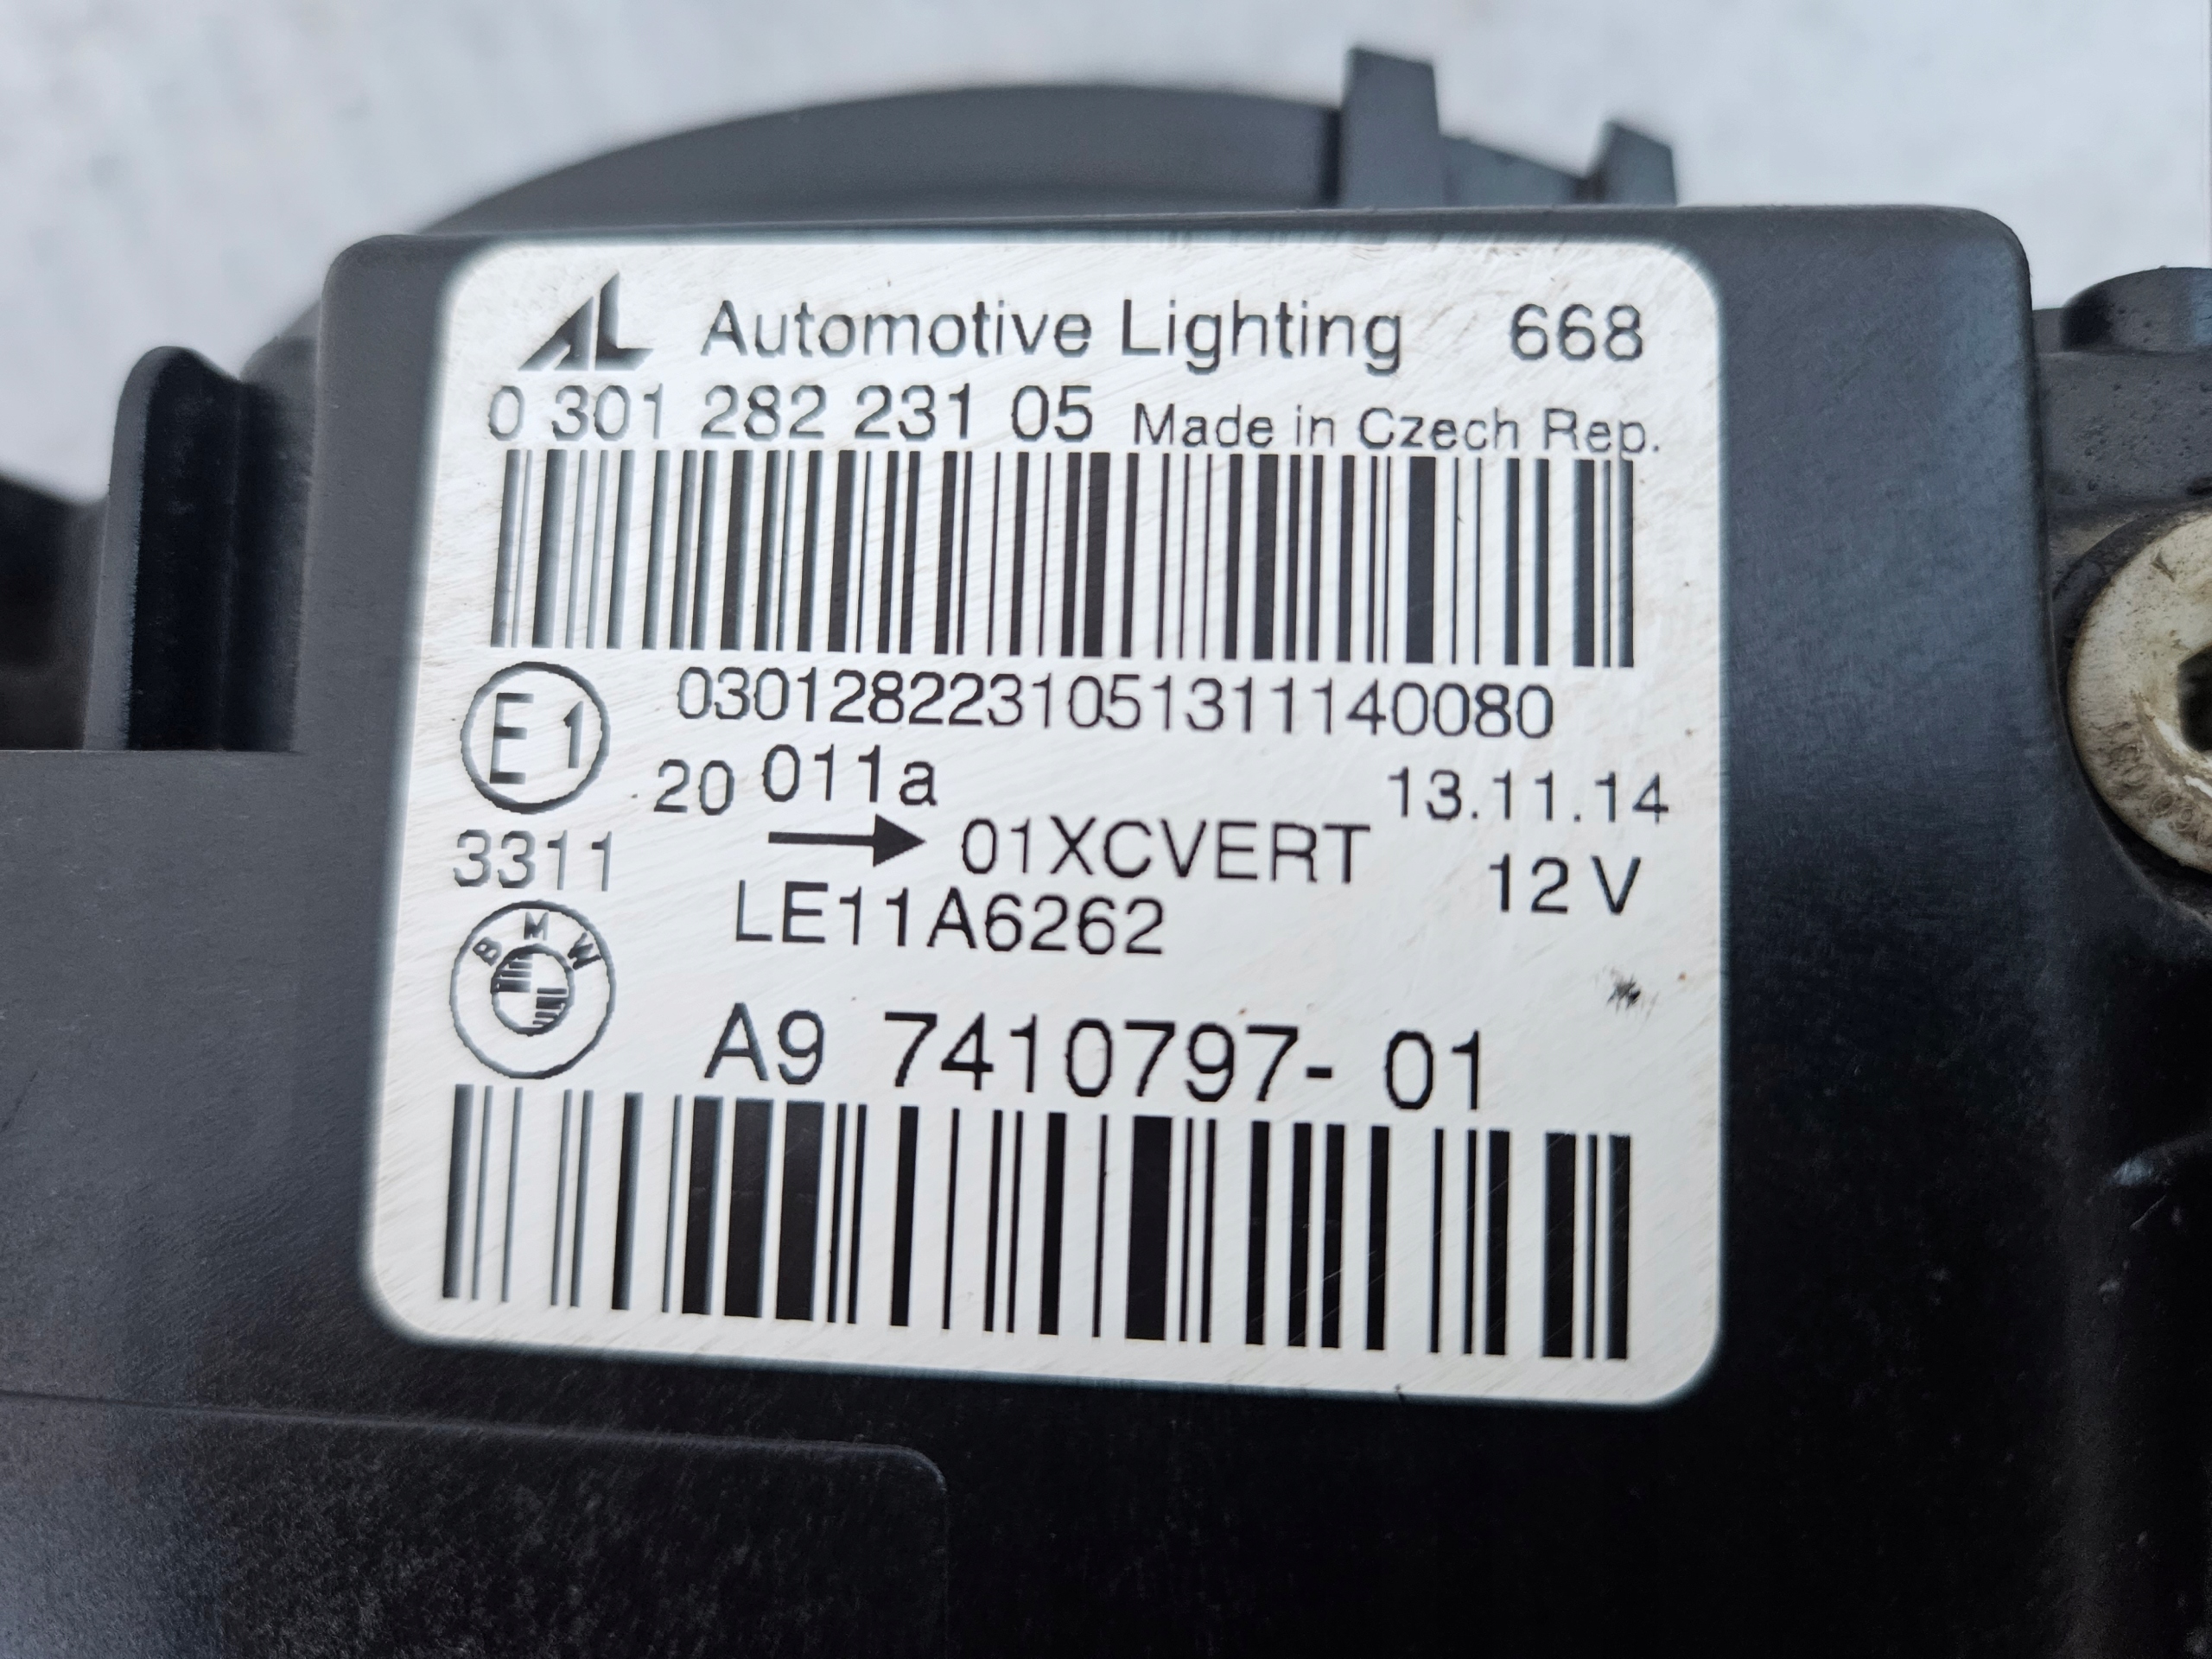 AL Automotive Lighting 668
0 301 282 231 05 Made in Czech Rep.
0301282231051311140080
E1
20 011a 13.11.14
→ 01XCVERT
3311 12 V
LE11A6262
BMW
A9 7410797- 01